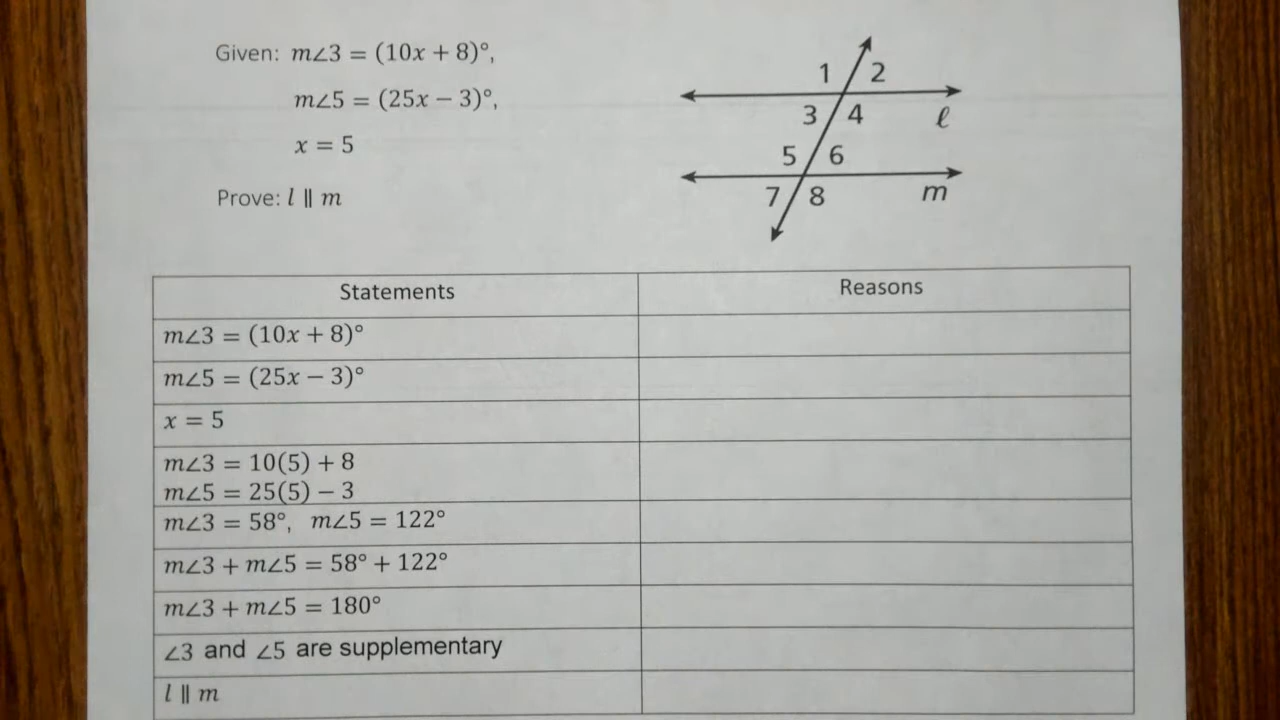 Given: m∠3 = (10x + 8)°,
m∠5 = (25x − 3)°,
x = 5
Prove: l ∥ m
1 2
3 4 ℓ
5 6
7 8 m
Statements Reasons
m∠3 = (10x + 8)°
m∠5 = (25x − 3)°
x = 5
m∠3 = 10(5) + 8
m∠5 = 25(5) − 3
m∠3 = 58°, m∠5 = 122°
m∠3 + m∠5 = 58° + 122°
m∠3 + m∠5 = 180°
∠3 and ∠5 are supplementary
l ∥ m